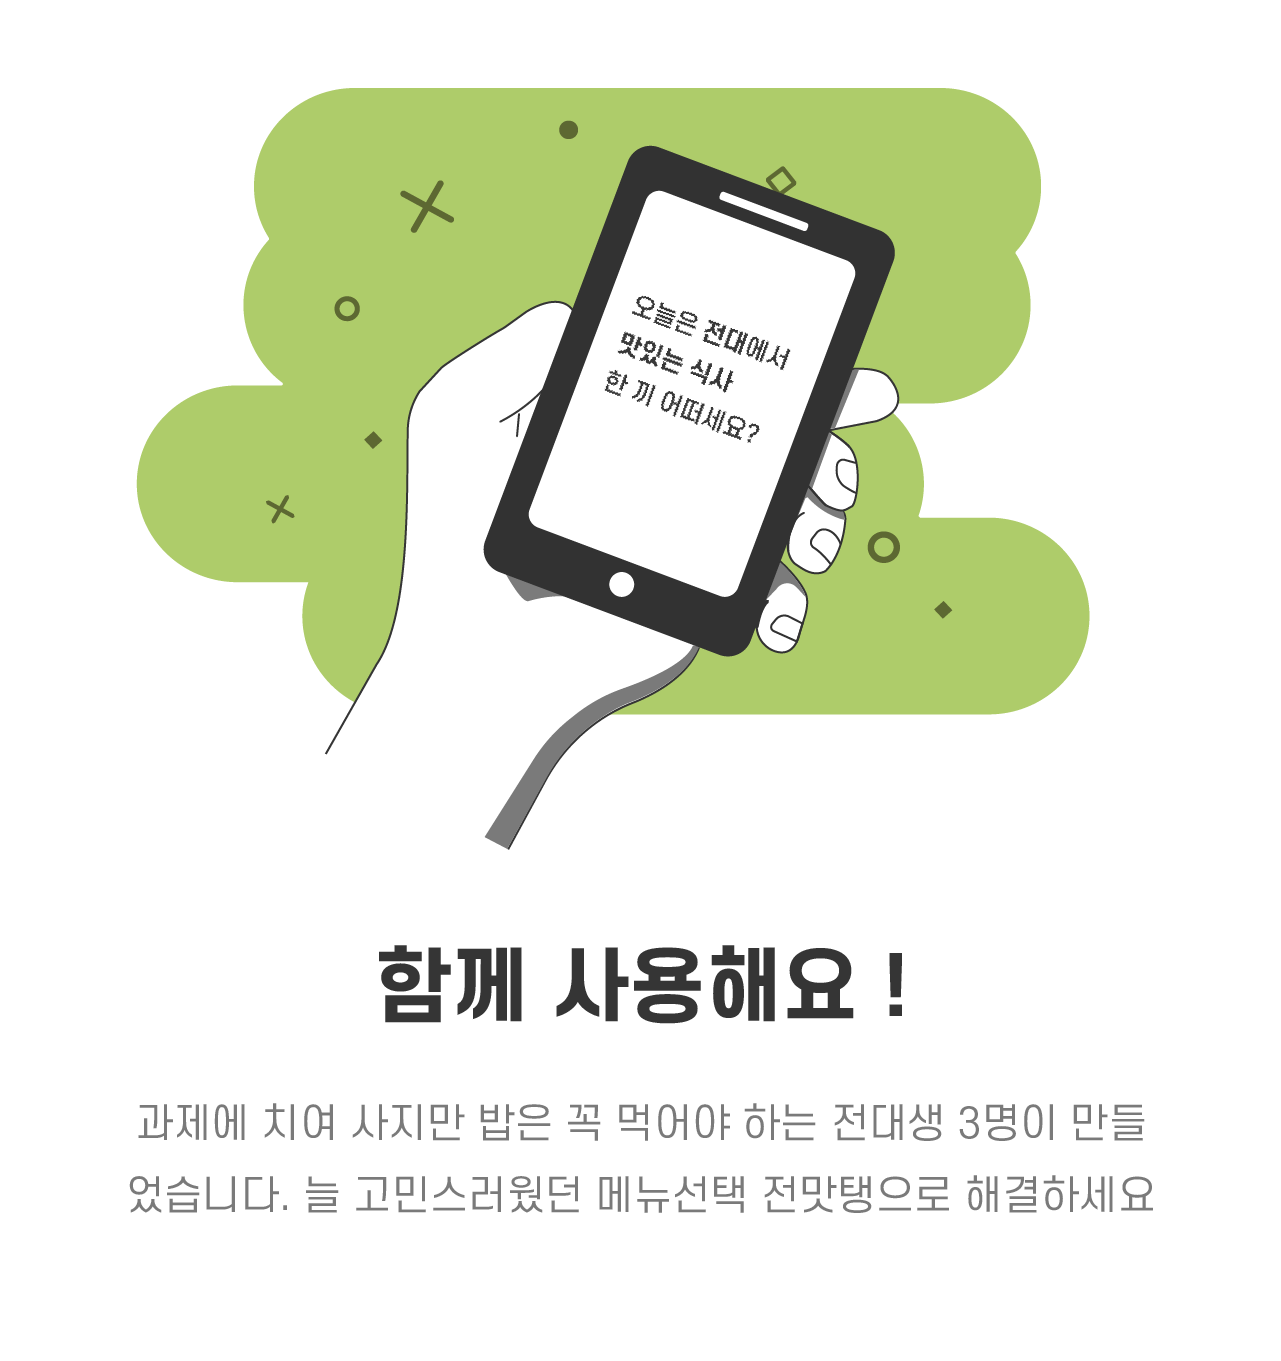 오늘은 전대에서
맛있는 식사
한 끼 어떠세요?
함께 사용해요 !
과제에 치여 사지만 밥은 꼭 먹어야 하는 전대생 3명이 만들
었습니다. 늘 고민스러웠던 메뉴선택 전맛탱으로 해결하세요